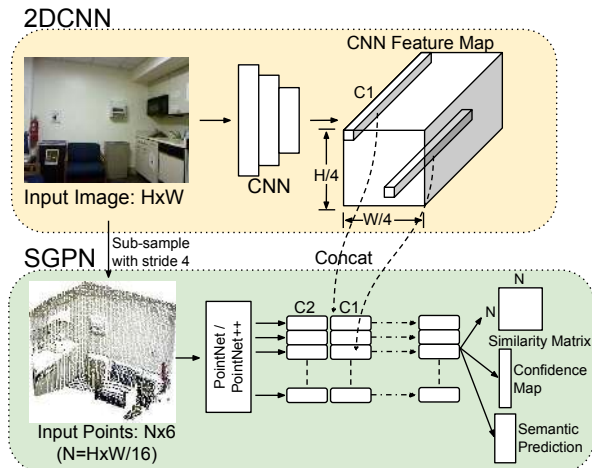 2DCNN
CNN Feature Map
C1
H/4
W/4
CNN
Input Image: HxW
Sub-sample
with stride 4
SGPN
Concat
C2 C1
PointNet /
PointNet++
N
N
Similarity Matrix
Confidence
Map
Semantic
Prediction
Input Points: Nx6
(N=HxW/16)